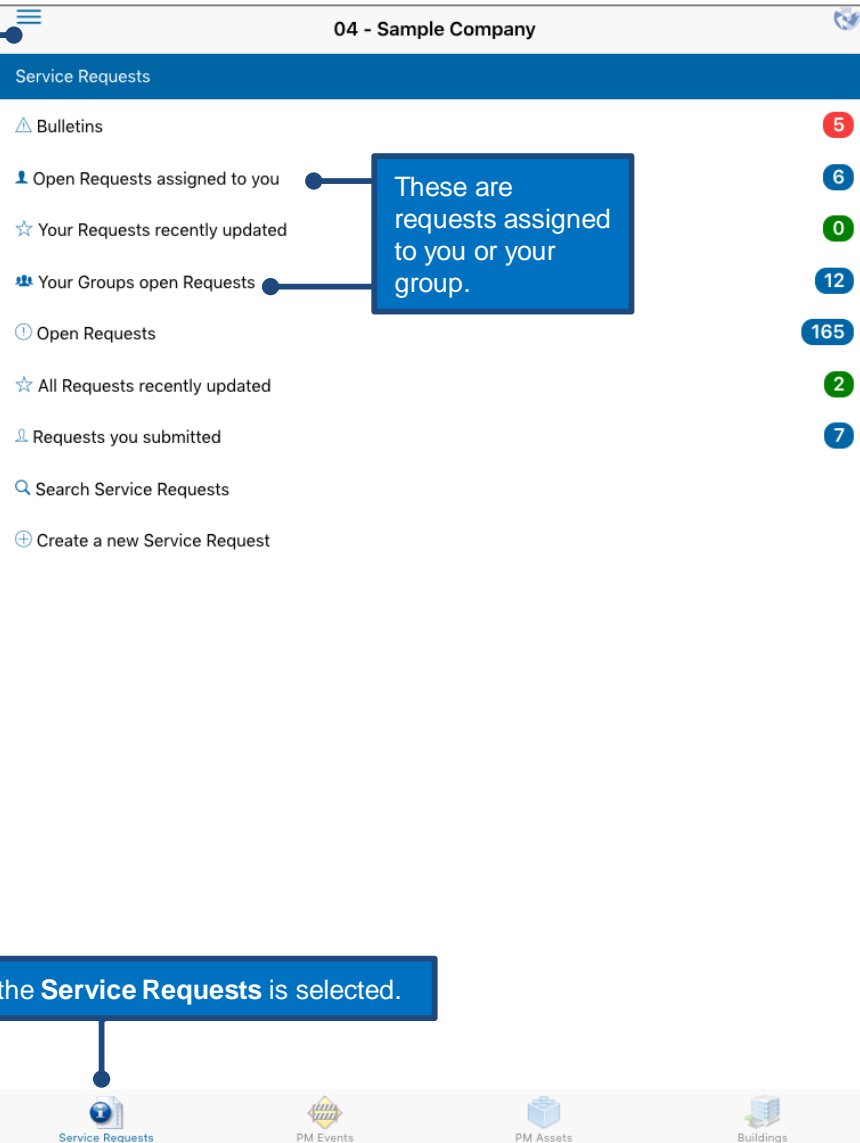 04 - Sample Company
Service Requests
Bulletins 5
Open Requests assigned to you 6
These are
requests assigned
to you or your
group.
Your Requests recently updated 0
Your Groups open Requests 12
Open Requests 165
All Requests recently updated 2
Requests you submitted 7
Search Service Requests
Create a new Service Request
the Service Requests is selected.
Service Requests PM Events PM Assets Buildings